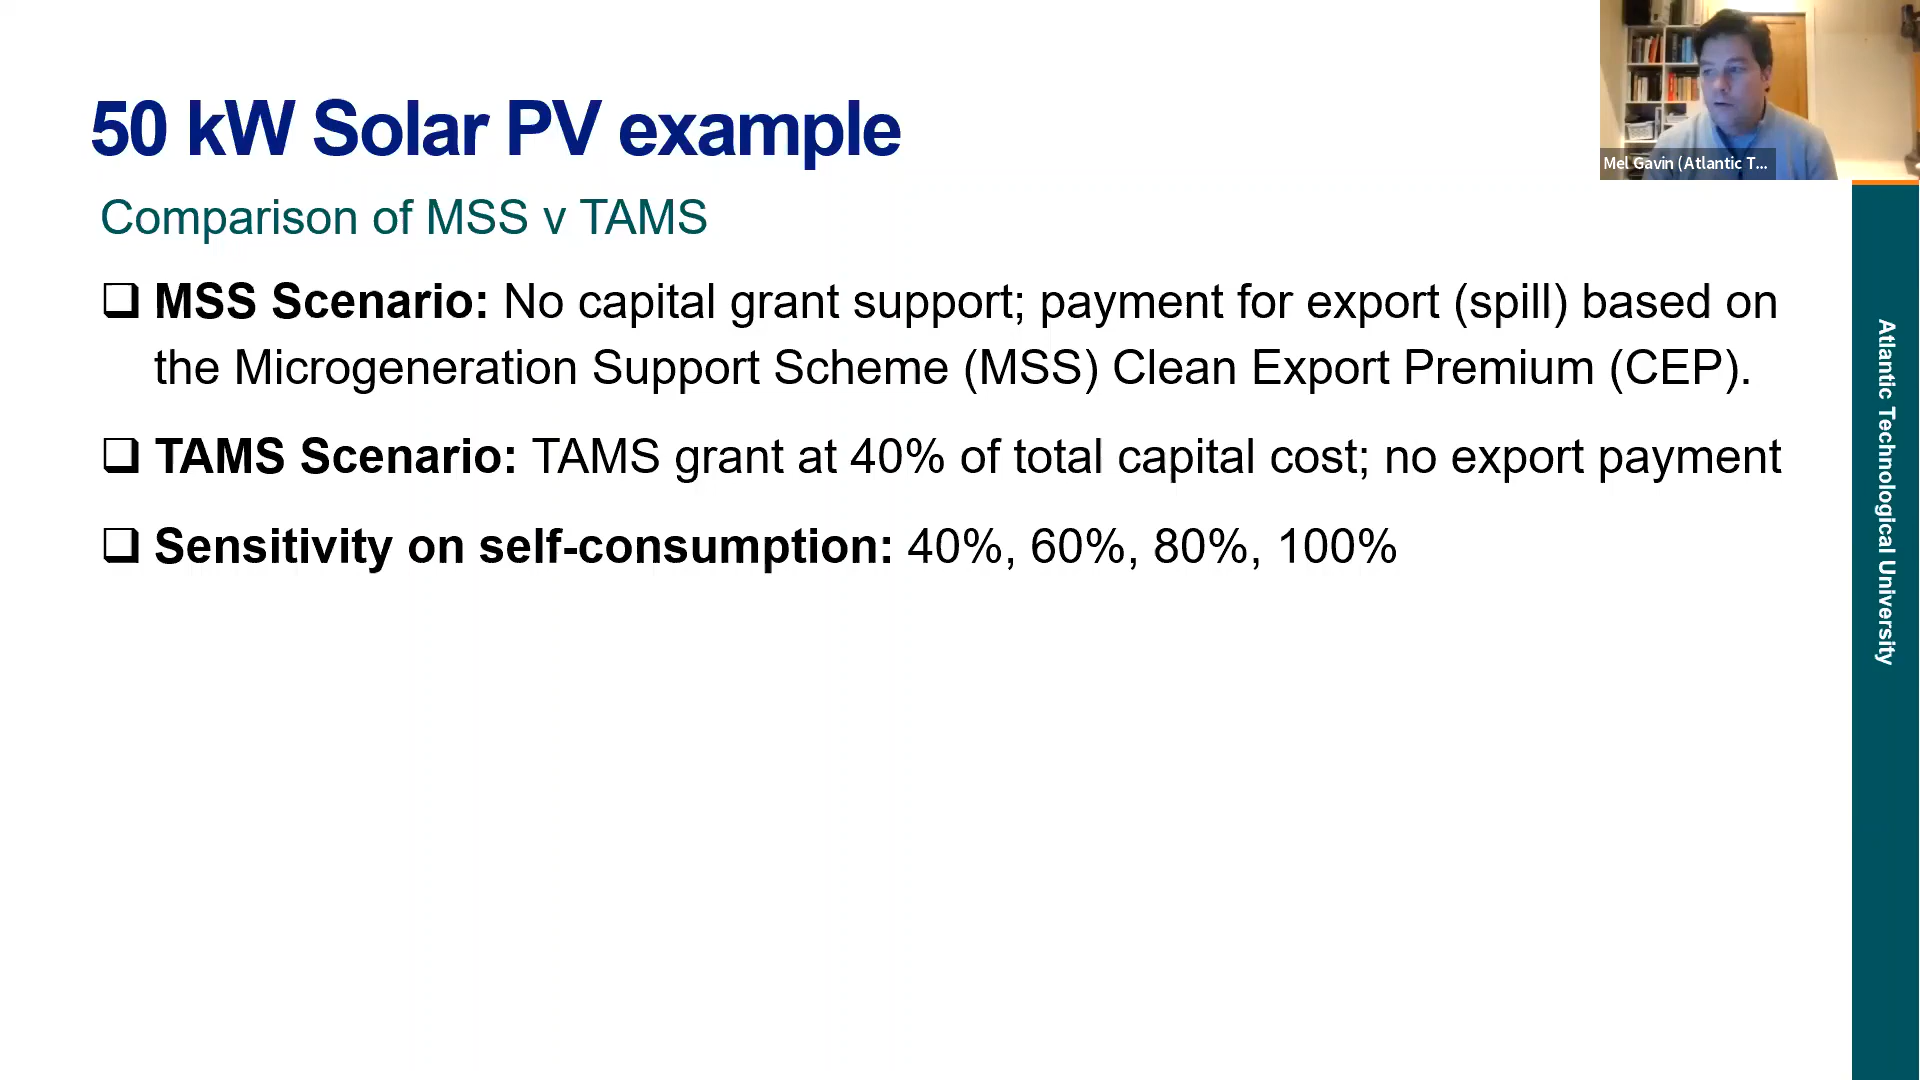 50 kW Solar PV example
Mel Gavin (Atlantic T...
Comparison of MSS v TAMS
❑ MSS Scenario: No capital grant support; payment for export (spill) based on
the Microgeneration Support Scheme (MSS) Clean Export Premium (CEP).
❑ TAMS Scenario: TAMS grant at 40% of total capital cost; no export payment
❑ Sensitivity on self-consumption: 40%, 60%, 80%, 100%
Atlantic Technological University